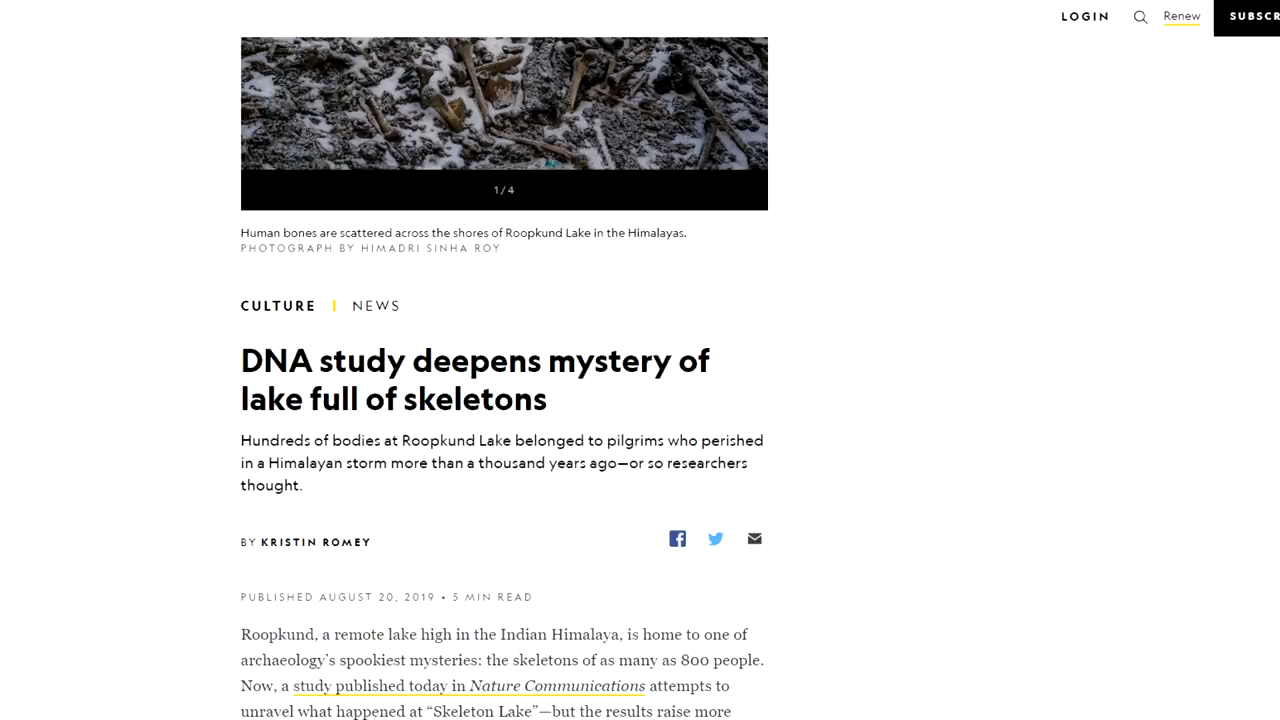 LOGIN Renew SUBSCR
1/4
Human bones are scattered across the shores of Roopkund Lake in the Himalayas.
PHOTOGRAPH BY HIMADRI SINHA ROY
CULTURE | NEWS
DNA study deepens mystery of
lake full of skeletons
Hundreds of bodies at Roopkund Lake belonged to pilgrims who perished
in a Himalayan storm more than a thousand years ago—or so researchers
thought.
BY KRISTIN ROMEY
PUBLISHED AUGUST 20, 2019 • 5 MIN READ
Roopkund, a remote lake high in the Indian Himalaya, is home to one of
archaeology’s spookiest mysteries: the skeletons of as many as 800 people.
Now, a study published today in Nature Communications attempts to
unravel what happened at “Skeleton Lake”—but the results raise more